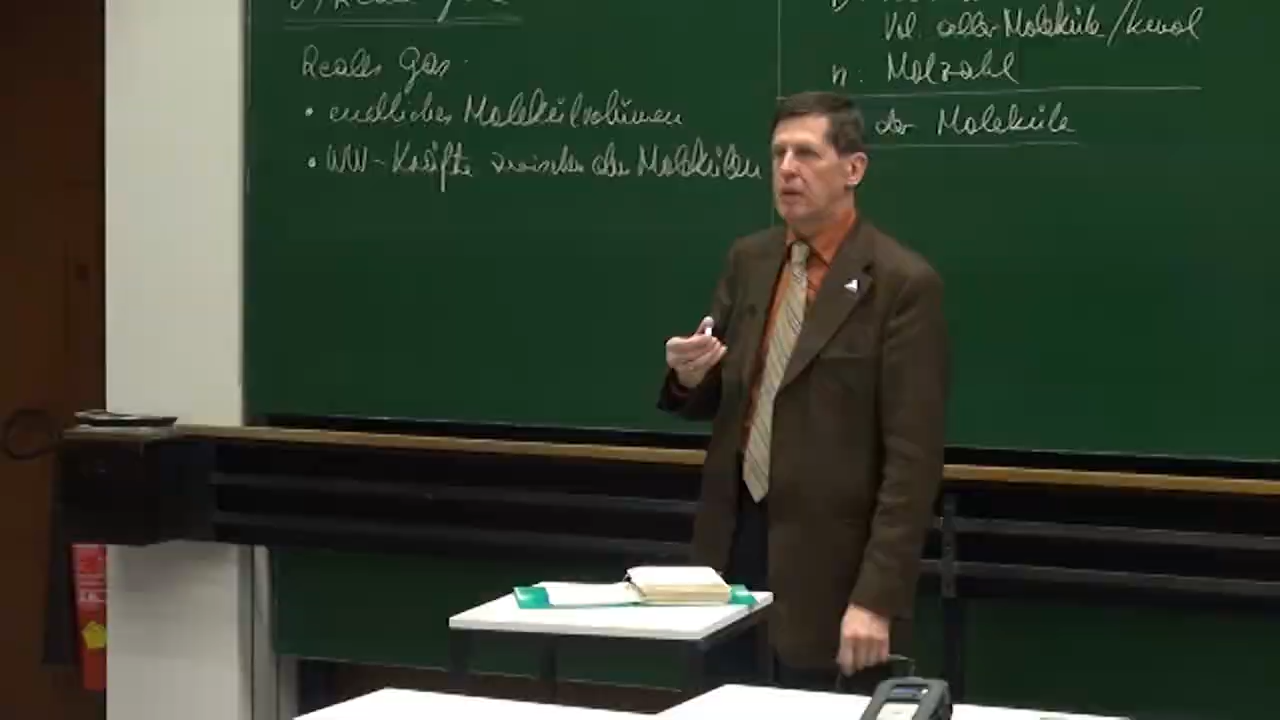 Reales Gas:
• endliches Molekülvolumen
• WW-Kräfte zwischen den Molekülen
Vol. aller Moleküle/kmol
n: Molzahl
der Moleküle